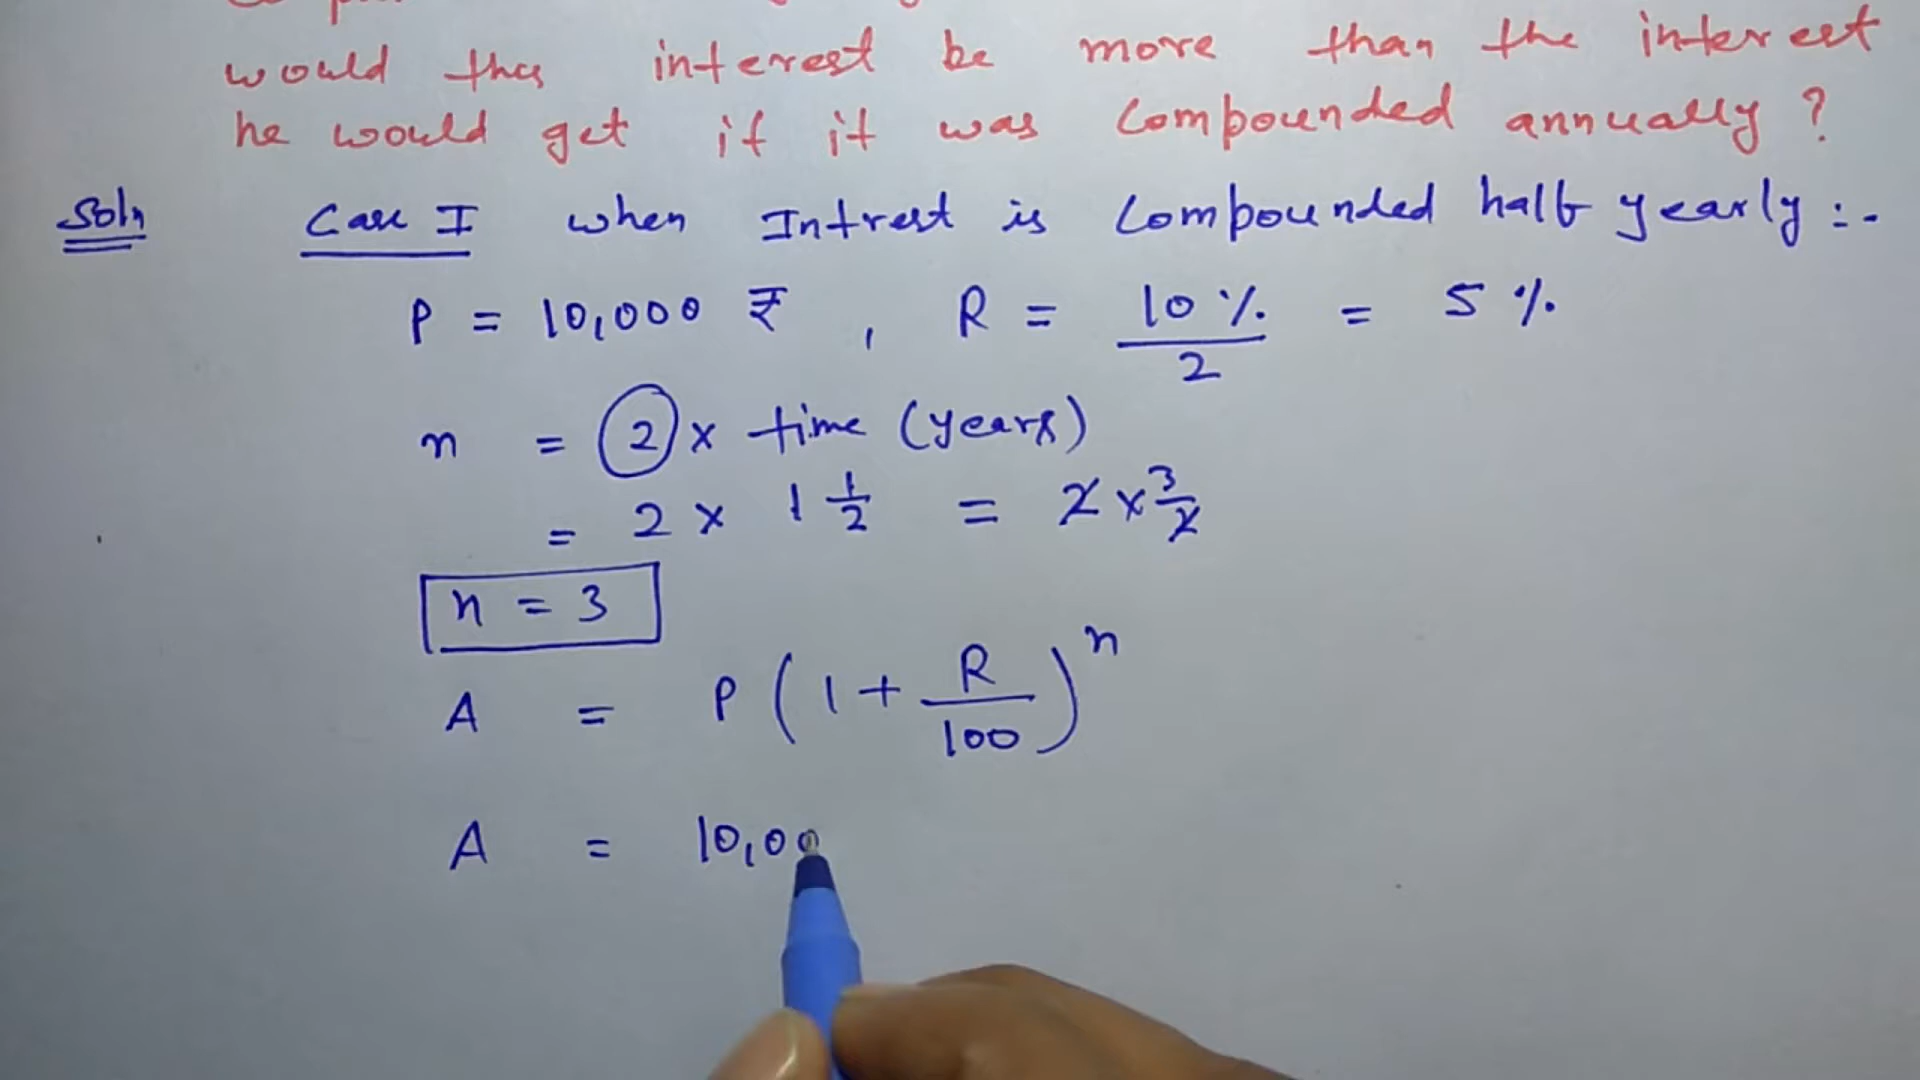 would this interest be more than the interest
he would get if it was compounded annually ?
Soln Case I when Intrest is compounded half yearly :-
P = 10,000 ₹ , R = 10 % / 2 = 5 %
n = 2 x time (years)
= 2 x 1 1/2 = 2 x 3/2
n = 3
A = P ( 1 + R/100 )^n
A = 10,00